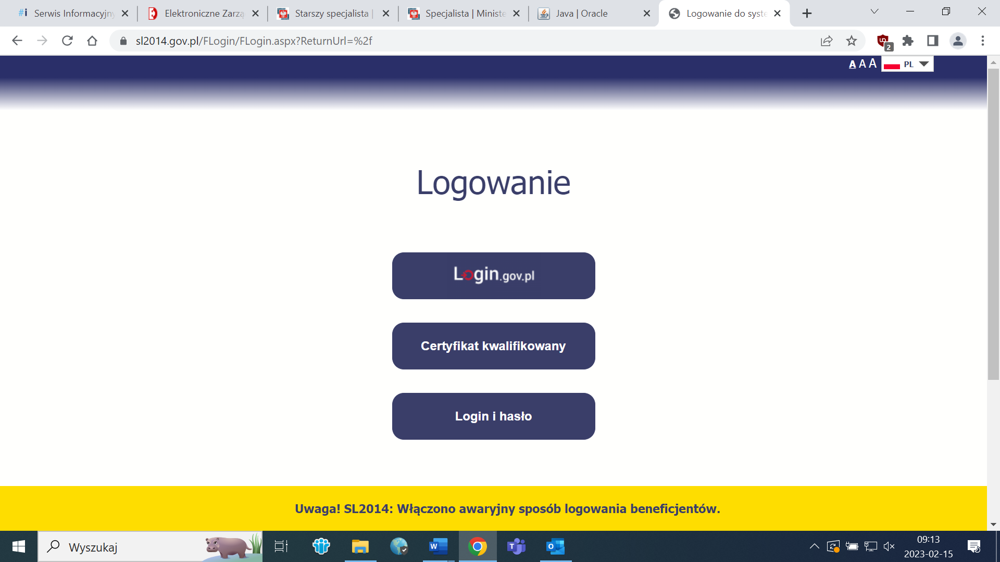 #i Serwis Informacyjny
Elektroniczne Zarzą
Starszy specjalista |
Specjalista | Ministe
Java | Oracle
Logowanie do syste
sl2014.gov.pl/FLogin/FLogin.aspx?ReturnUrl=%2f
2
A A A PL
Logowanie
Login.gov.pl
Certyfikat kwalifikowany
Login i hasło
Uwaga! SL2014: Włączono awaryjny sposób logowania beneficjentów.
Wyszukaj
09:13
2023-02-15